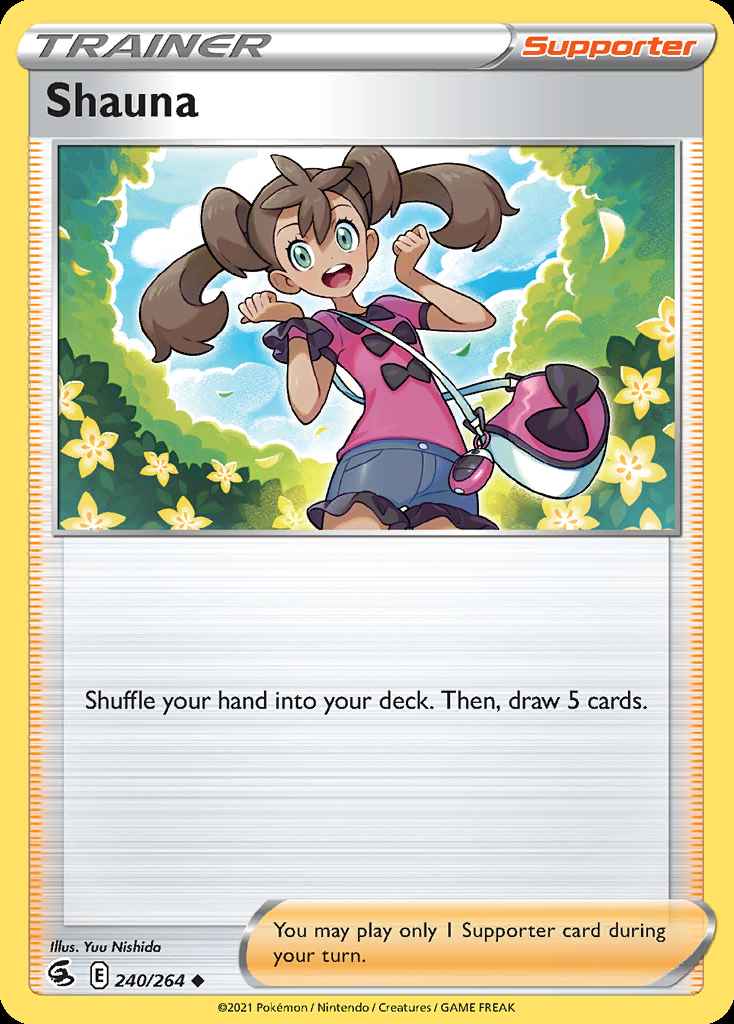 TRAINER
Supporter
Shauna
Shuffle your hand into your deck. Then, draw 5 cards.
You may play only 1 Supporter card during
your turn.
Illus. Yuu Nishida
E 240/264
©2021 Pokémon / Nintendo / Creatures / GAME FREAK